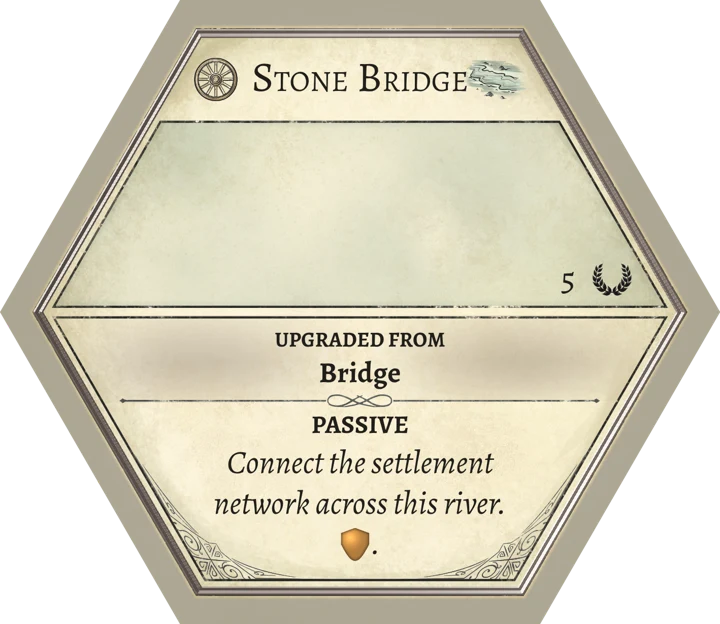 STONE BRIDGE
5
UPGRADED FROM
Bridge
PASSIVE
Connect the settlement
network across this river.
.